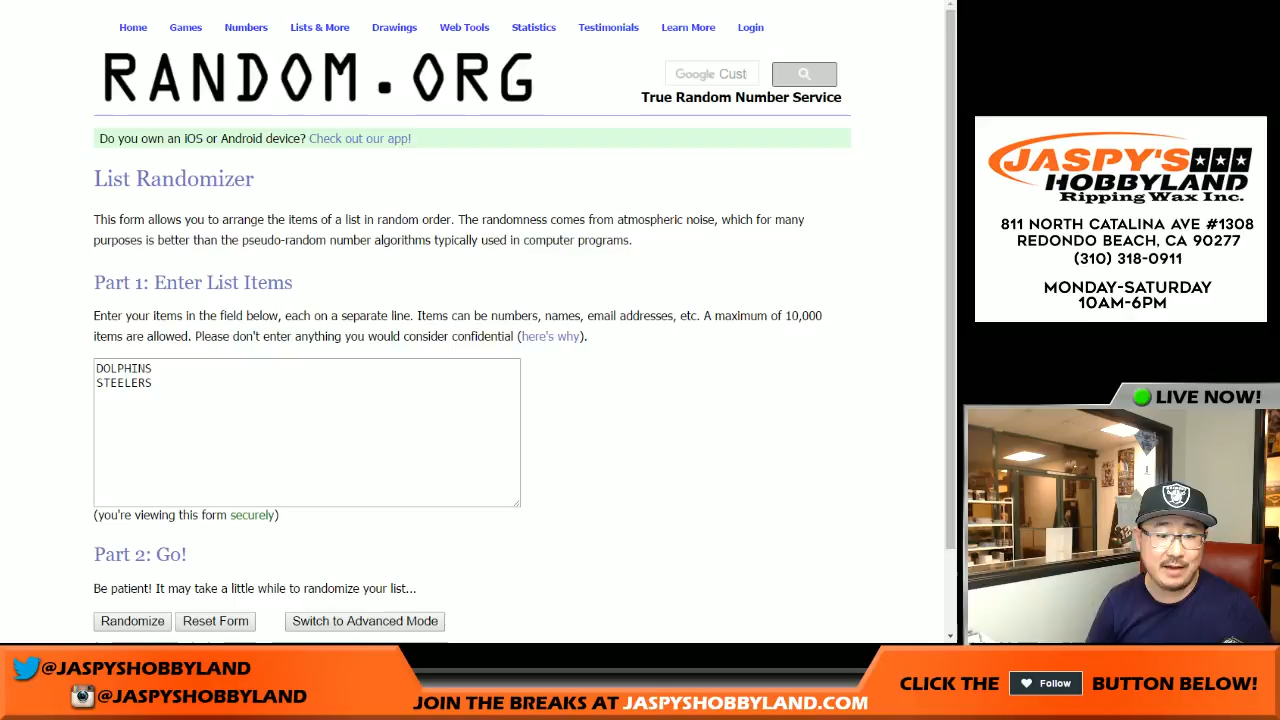 Home Games Numbers Lists & More Drawings Web Tools Statistics Testimonials Learn More Login
RANDOM.ORG
Google Cust
True Random Number Service
Do you own an iOS or Android device? Check out our app!
List Randomizer
This form allows you to arrange the items of a list in random order. The randomness comes from atmospheric noise, which for many
purposes is better than the pseudo-random number algorithms typically used in computer programs.
Part 1: Enter List Items
Enter your items in the field below, each on a separate line. Items can be numbers, names, email addresses, etc. A maximum of 10,000
items are allowed. Please don't enter anything you would consider confidential (here's why).
DOLPHINS
STEELERS
(you're viewing this form securely)
Part 2: Go!
Be patient! It may take a little while to randomize your list...
Randomize Reset Form Switch to Advanced Mode
JASPY'S
HOBBYLAND
Ripping Wax Inc.
811 NORTH CATALINA AVE #1308
REDONDO BEACH, CA 90277
(310) 318-0911
MONDAY-SATURDAY
10AM-6PM
LIVE NOW!
@JASPYSHOBBYLAND
@JASPYSHOBBYLAND
JOIN THE BREAKS AT JASPYSHOBBYLAND.COM
CLICK THE Follow BUTTON BELOW!